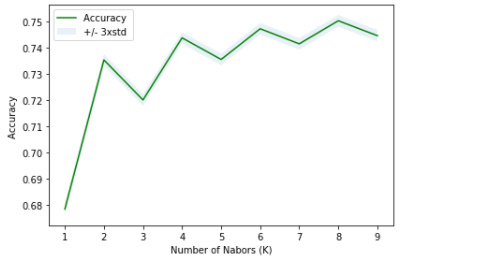 Accuracy
+/- 3xstd
0.75
0.74
0.73
0.72
0.71
0.70
0.69
0.68
Accuracy
1 2 3 4 5 6 7 8 9
Number of Nabors (K)